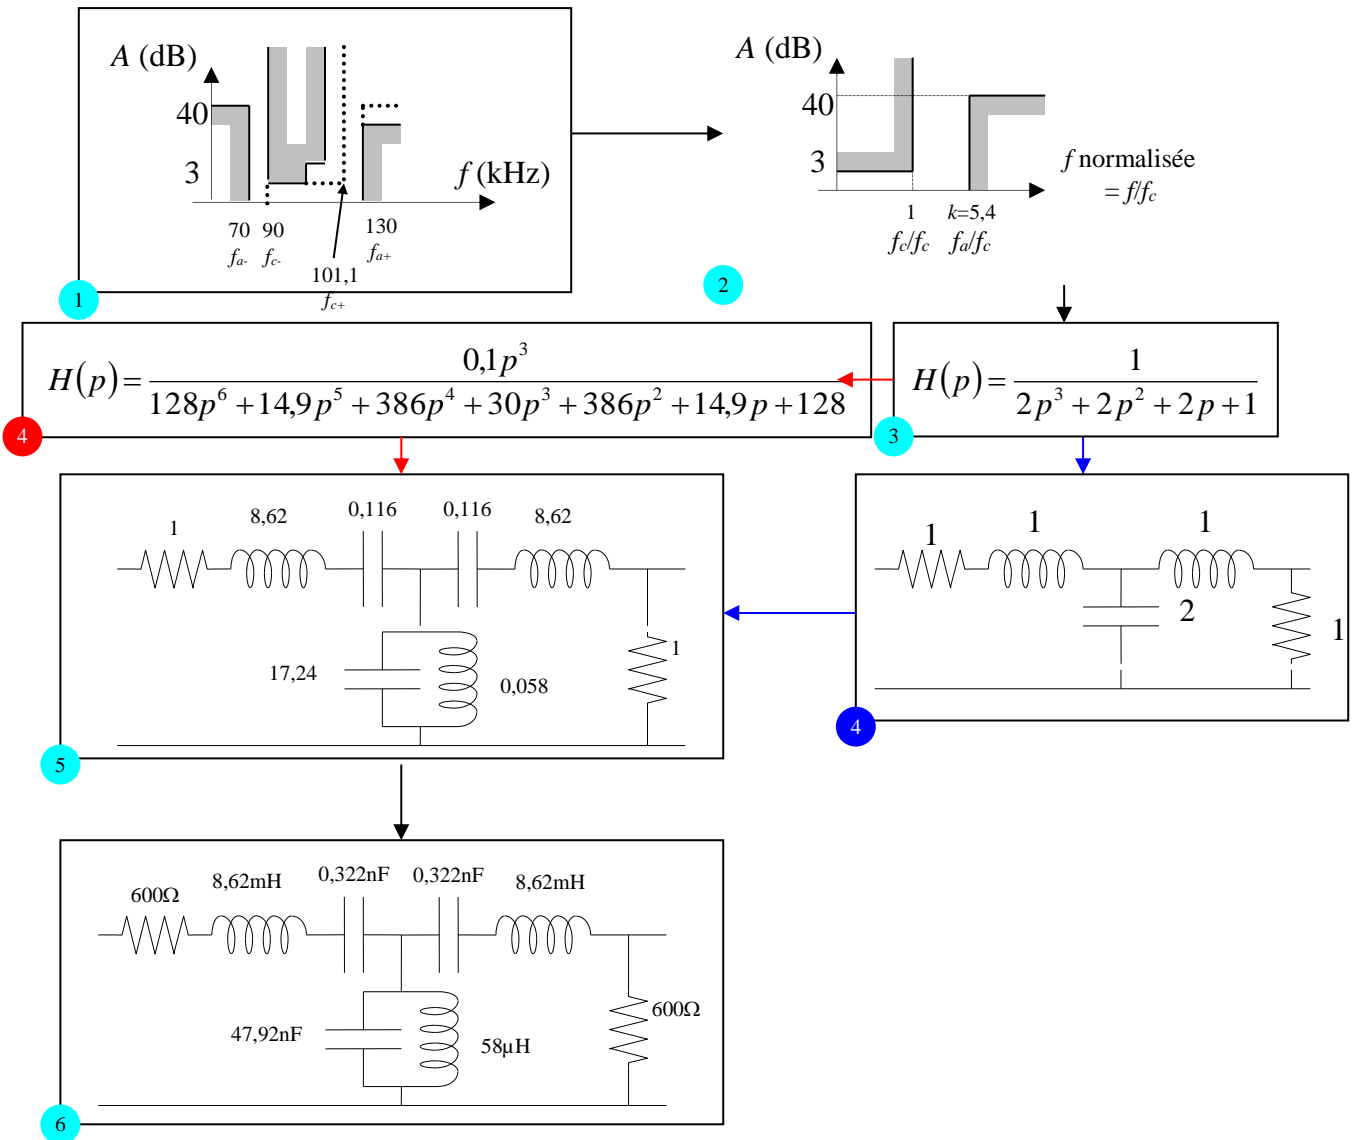 A (dB)
40
3
f (kHz)
70 90 130
fa- fc- fa+
101,1
fc+
1
A (dB)
40
3
f normalisée
= f/fc
1 k=5,4
fc/fc fa/fc
2
H(p) = 0,1p³ / 128p⁶ + 14,9p⁵ + 386p⁴ + 30p³ + 386p² + 14,9p + 128
4
H(p) = 1 / 2p³ + 2p² + 2p + 1
3
1 8,62 0,116 0,116 8,62
17,24 0,058 1
5
1 1 1
2 1
4
600Ω 8,62mH 0,322nF 0,322nF 8,62mH
47,92nF 58µH 600Ω
6